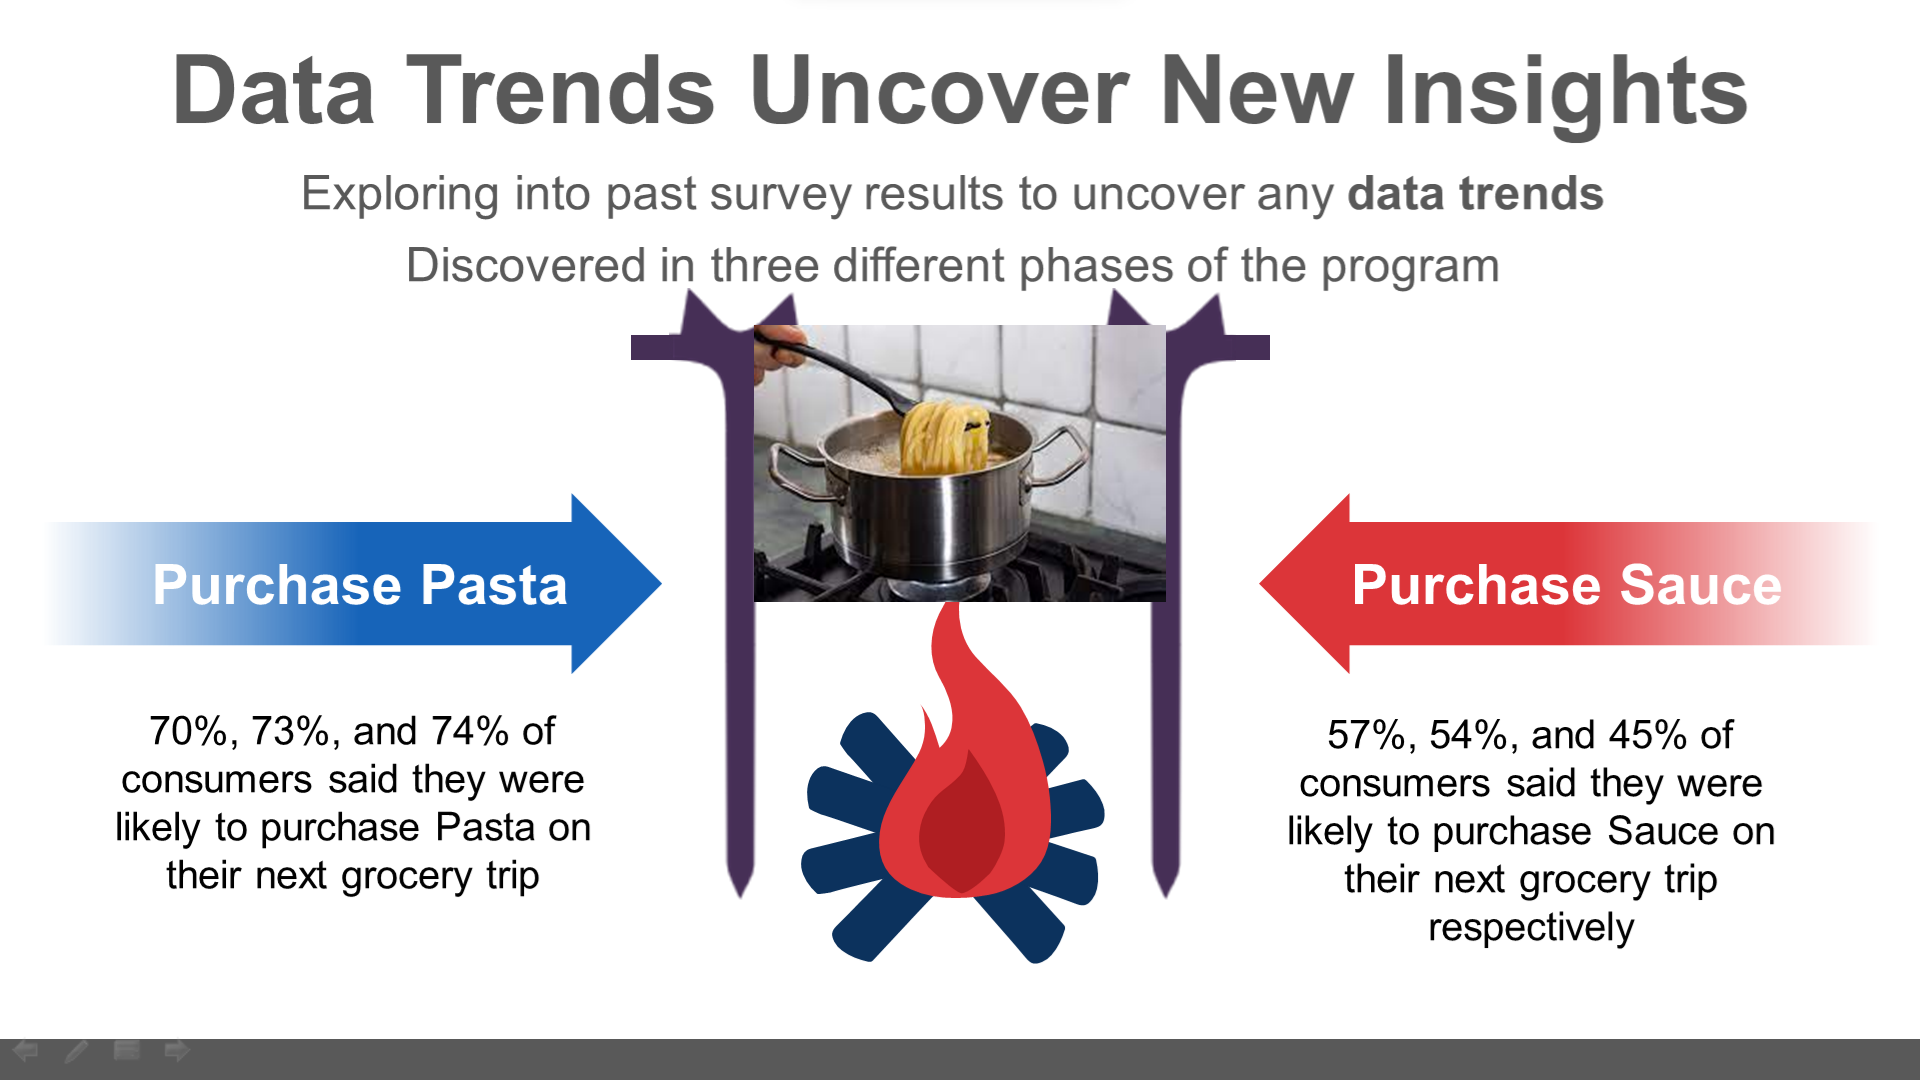 Data Trends Uncover New Insights
Exploring into past survey results to uncover any data trends
Discovered in three different phases of the program
Purchase Pasta
70%, 73%, and 74% of
consumers said they were
likely to purchase Pasta on
their next grocery trip
Purchase Sauce
57%, 54%, and 45% of
consumers said they were
likely to purchase Sauce on
their next grocery trip
respectively